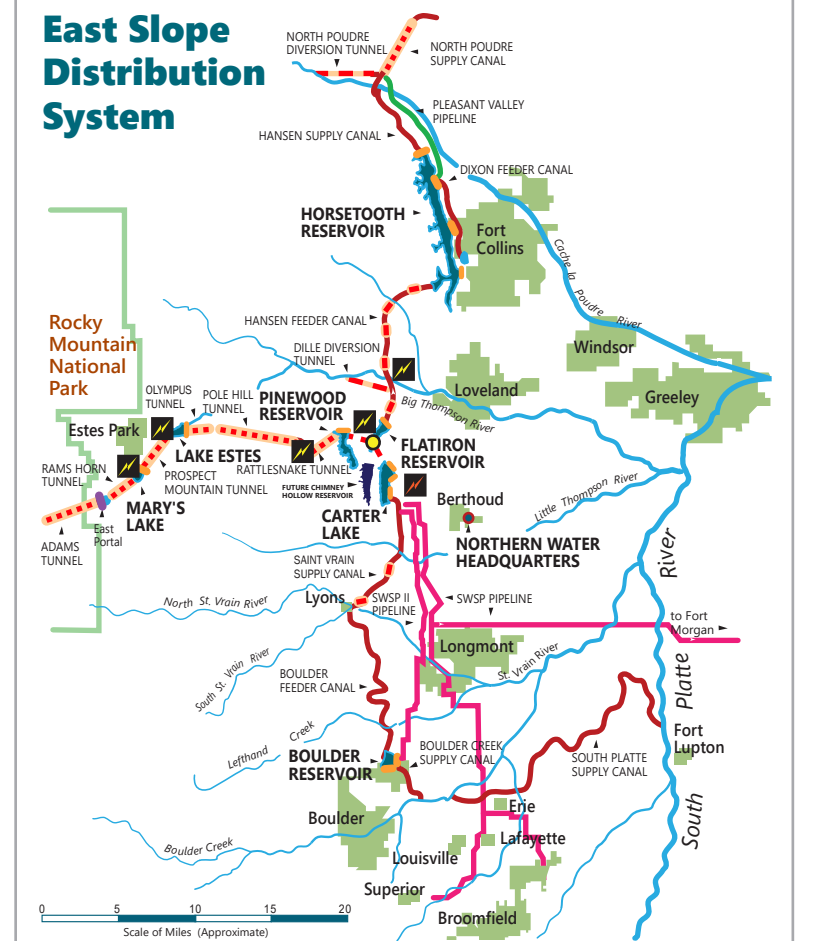 East Slope
Distribution
System
NORTH POUDRE
DIVERSION TUNNEL
NORTH POUDRE
SUPPLY CANAL
PLEASANT VALLEY
PIPELINE
HANSEN SUPPLY CANAL
DIXON FEEDER CANAL
HORSETOOTH
RESERVOIR
Fort
Collins
Cache la Poudre River
Rocky
Mountain
National
Park
HANSEN FEEDER CANAL
DILLE DIVERSION
TUNNEL
Windsor
Loveland
Greeley
OLYMPUS
TUNNEL
POLE HILL
TUNNEL
PINEWOOD
RESERVOIR
Big Thompson River
Estes Park
LAKE ESTES
FLATIRON
RESERVOIR
RAMS HORN
TUNNEL
PROSPECT
MOUNTAIN TUNNEL
RATTLESNAKE TUNNEL
FUTURE CHIMNEY
HOLLOW RESERVOIR
MARY'S
LAKE
CARTER
LAKE
Berthoud
Little Thompson River
East
Portal
ADAMS
TUNNEL
NORTHERN WATER
HEADQUARTERS
SAINT VRAIN
SUPPLY CANAL
North St. Vrain River
Lyons
SWSP II
PIPELINE
SWSP PIPELINE
to Fort
Morgan
Longmont
St. Vrain River
South St. Vrain River
BOULDER
FEEDER CANAL
Lefthand Creek
BOULDER
RESERVOIR
BOULDER CREEK
SUPPLY CANAL
SOUTH PLATTE
SUPPLY CANAL
Fort
Lupton
South Platte River
Boulder
Erie
Boulder Creek
Lafayette
Louisville
Superior
Broomfield
0 5 10 15 20
Scale of Miles (Approximate)